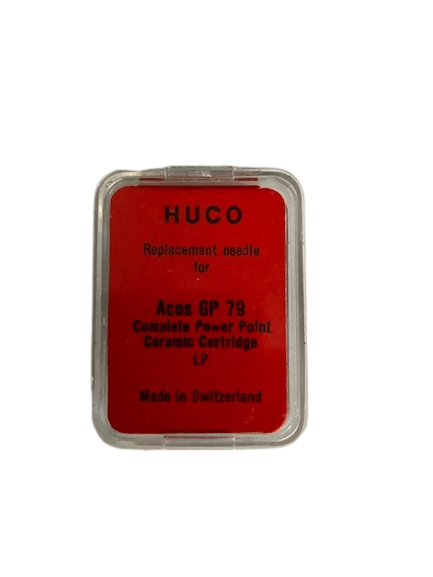 HUCO
Replacement needle
for
Acos GP 79
Complete Power Point
Ceramic Cartridge
LP
Made in Switzerland